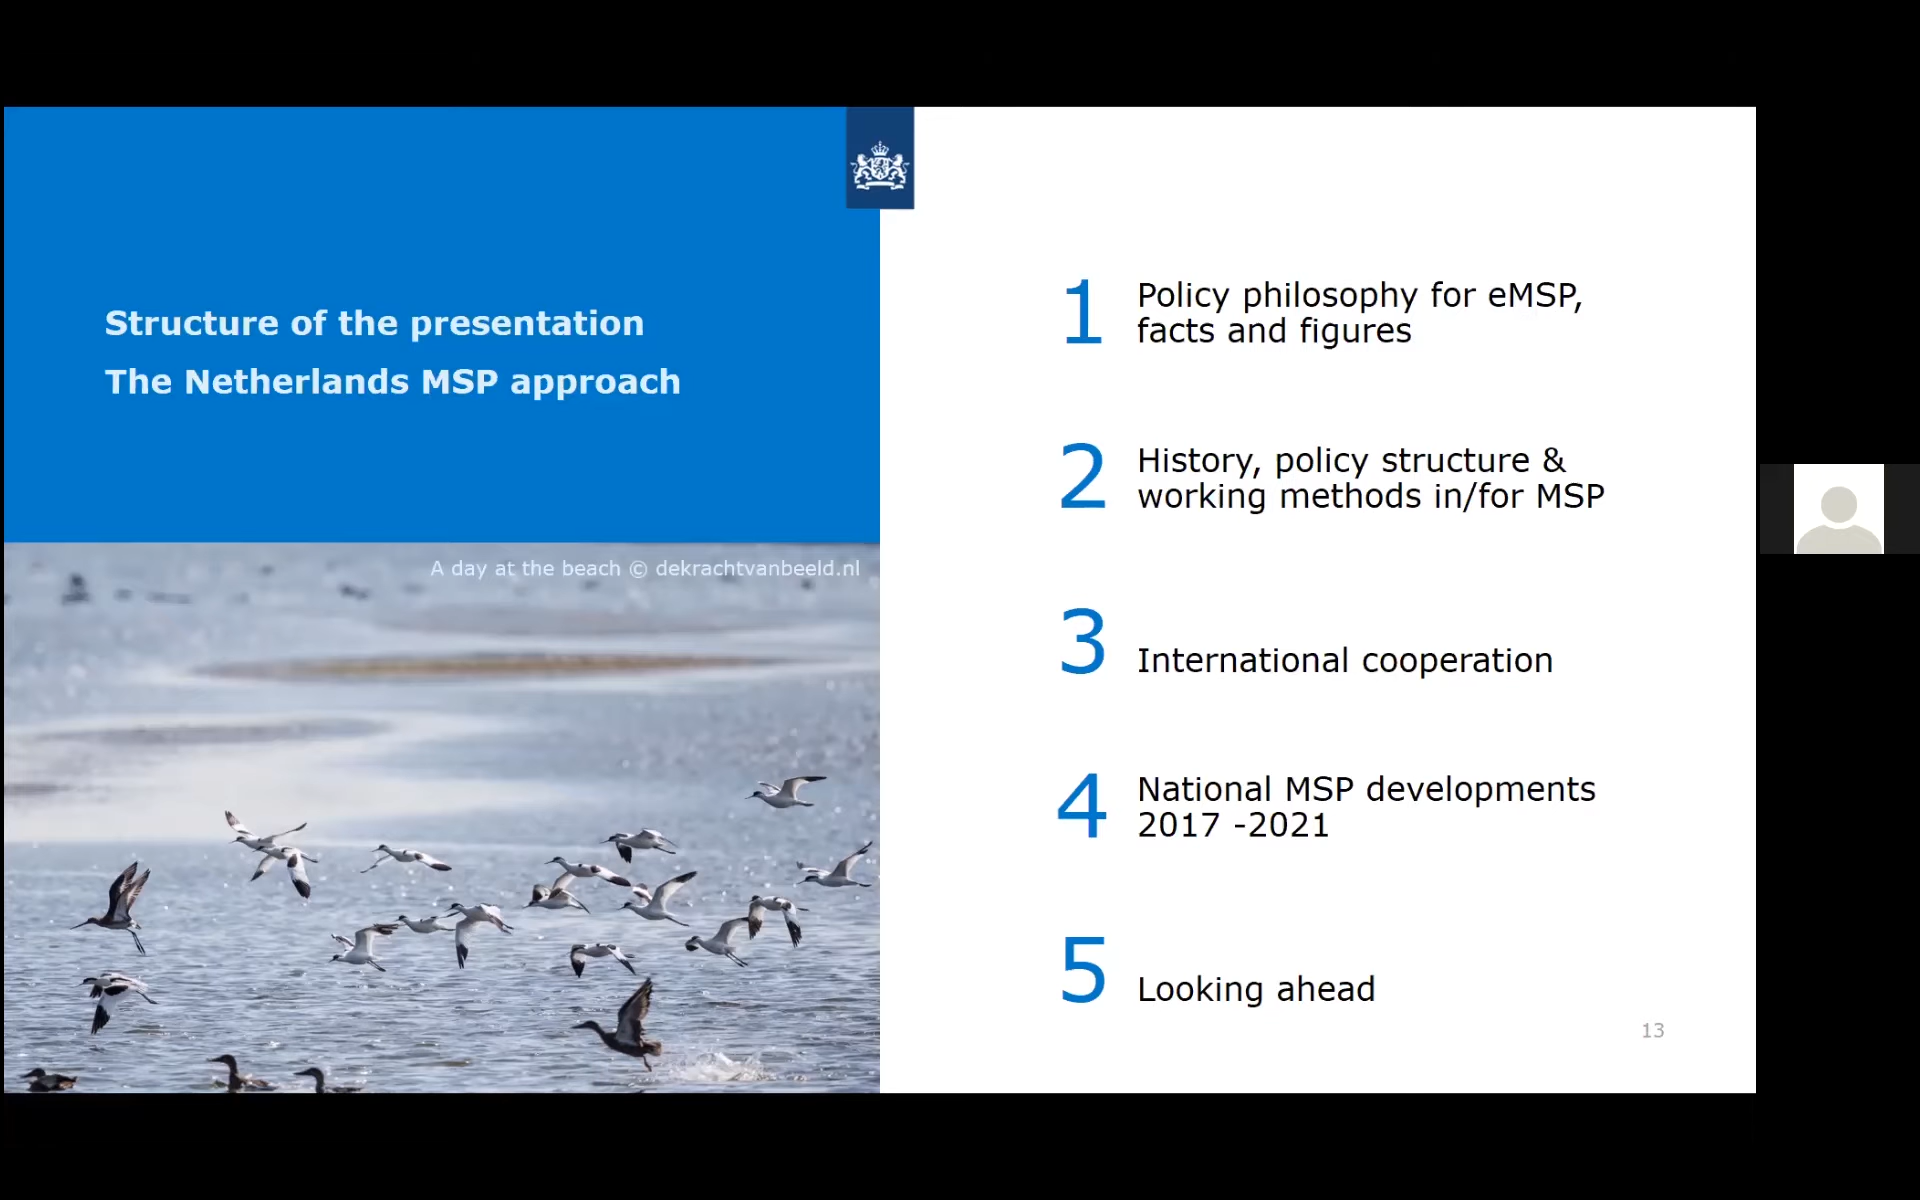 Structure of the presentation
The Netherlands MSP approach
A day at the beach © dekrachtvanbeeld.nl
1
Policy philosophy for eMSP,
facts and figures
2
History, policy structure &
working methods in/for MSP
3
International cooperation
4
National MSP developments
2017 -2021
5
Looking ahead
13